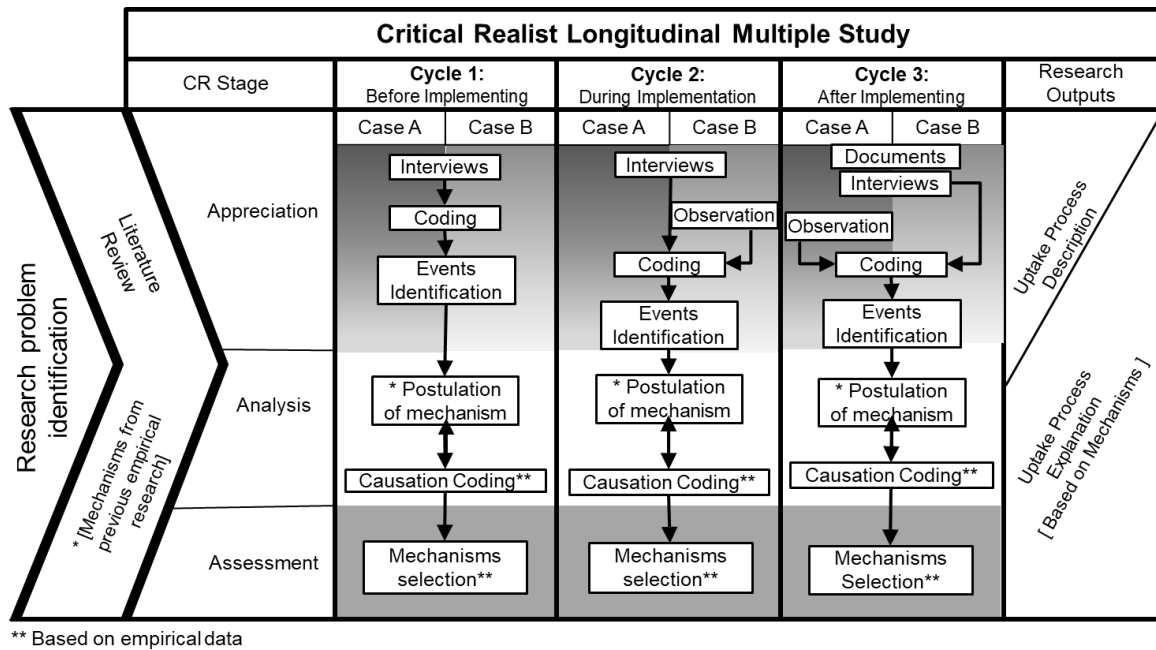 Critical Realist Longitudinal Multiple Study
CR Stage
Cycle 1:
Before Implementing
Cycle 2:
During Implementation
Cycle 3:
After Implementing
Research
Outputs
Case A
Case B
Case A
Case B
Case A
Case B
Research problem
identification
Literature
Review
* [Mechanisms from
previous empirical
research]
Appreciation
Analysis
Assessment
Interviews
Coding
Events
Identification
* Postulation
of mechanism
Causation Coding**
Mechanisms
selection**
Interviews
Observation
Coding
Events
Identification
* Postulation
of mechanism
Causation Coding**
Mechanisms
selection**
Documents
Interviews
Observation
Coding
Events
Identification
* Postulation
of mechanism
Causation Coding**
Mechanisms
Selection**
Uptake Process
Description
Uptake Process
Explanation
[ Based on Mechanisms ]
** Based on empirical data